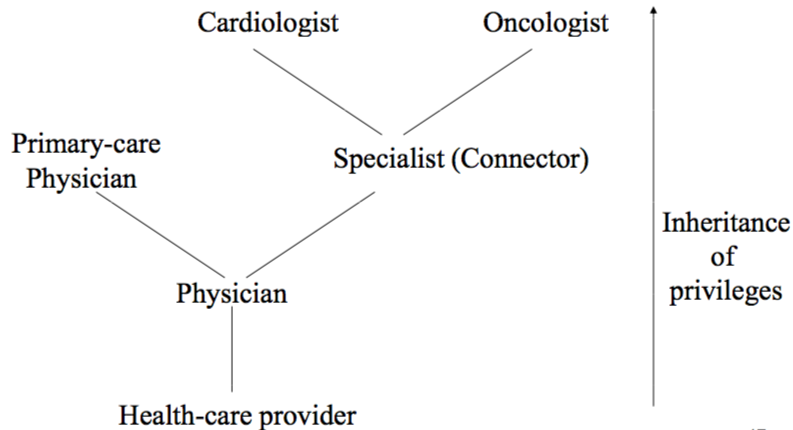 Cardiologist
Oncologist
Primary-care
Physician
Specialist (Connector)
Inheritance
of
privileges
Physician
Health-care provider